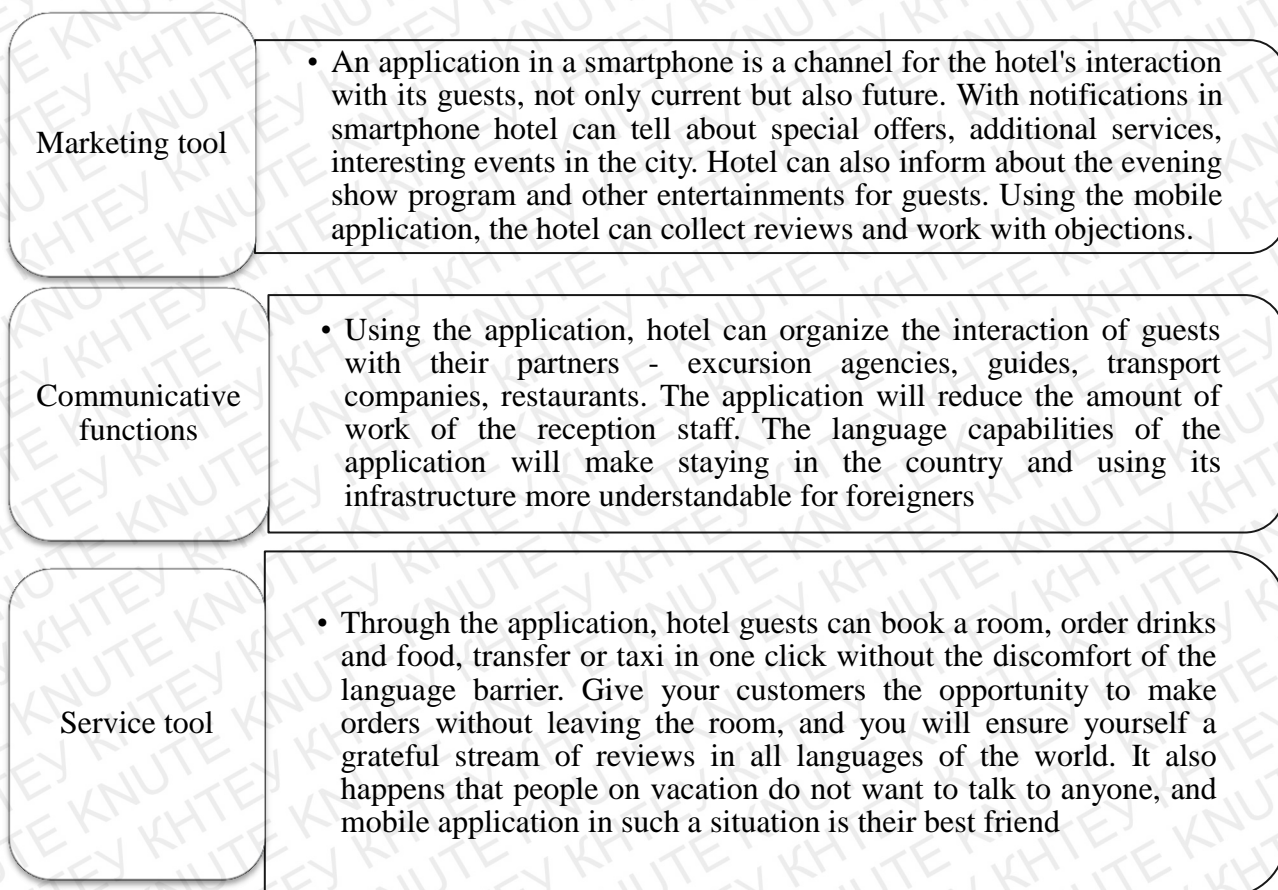 Marketing tool
• An application in a smartphone is a channel for the hotel's interaction
with its guests, not only current but also future. With notifications in
smartphone hotel can tell about special offers, additional services,
interesting events in the city. Hotel can also inform about the evening
show program and other entertainments for guests. Using the mobile
application, the hotel can collect reviews and work with objections.
Communicative
functions
• Using the application, hotel can organize the interaction of guests
with their partners - excursion agencies, guides, transport
companies, restaurants. The application will reduce the amount of
work of the reception staff. The language capabilities of the
application will make staying in the country and using its
infrastructure more understandable for foreigners
Service tool
• Through the application, hotel guests can book a room, order drinks
and food, transfer or taxi in one click without the discomfort of the
language barrier. Give your customers the opportunity to make
orders without leaving the room, and you will ensure yourself a
grateful stream of reviews in all languages of the world. It also
happens that people on vacation do not want to talk to anyone, and
mobile application in such a situation is their best friend